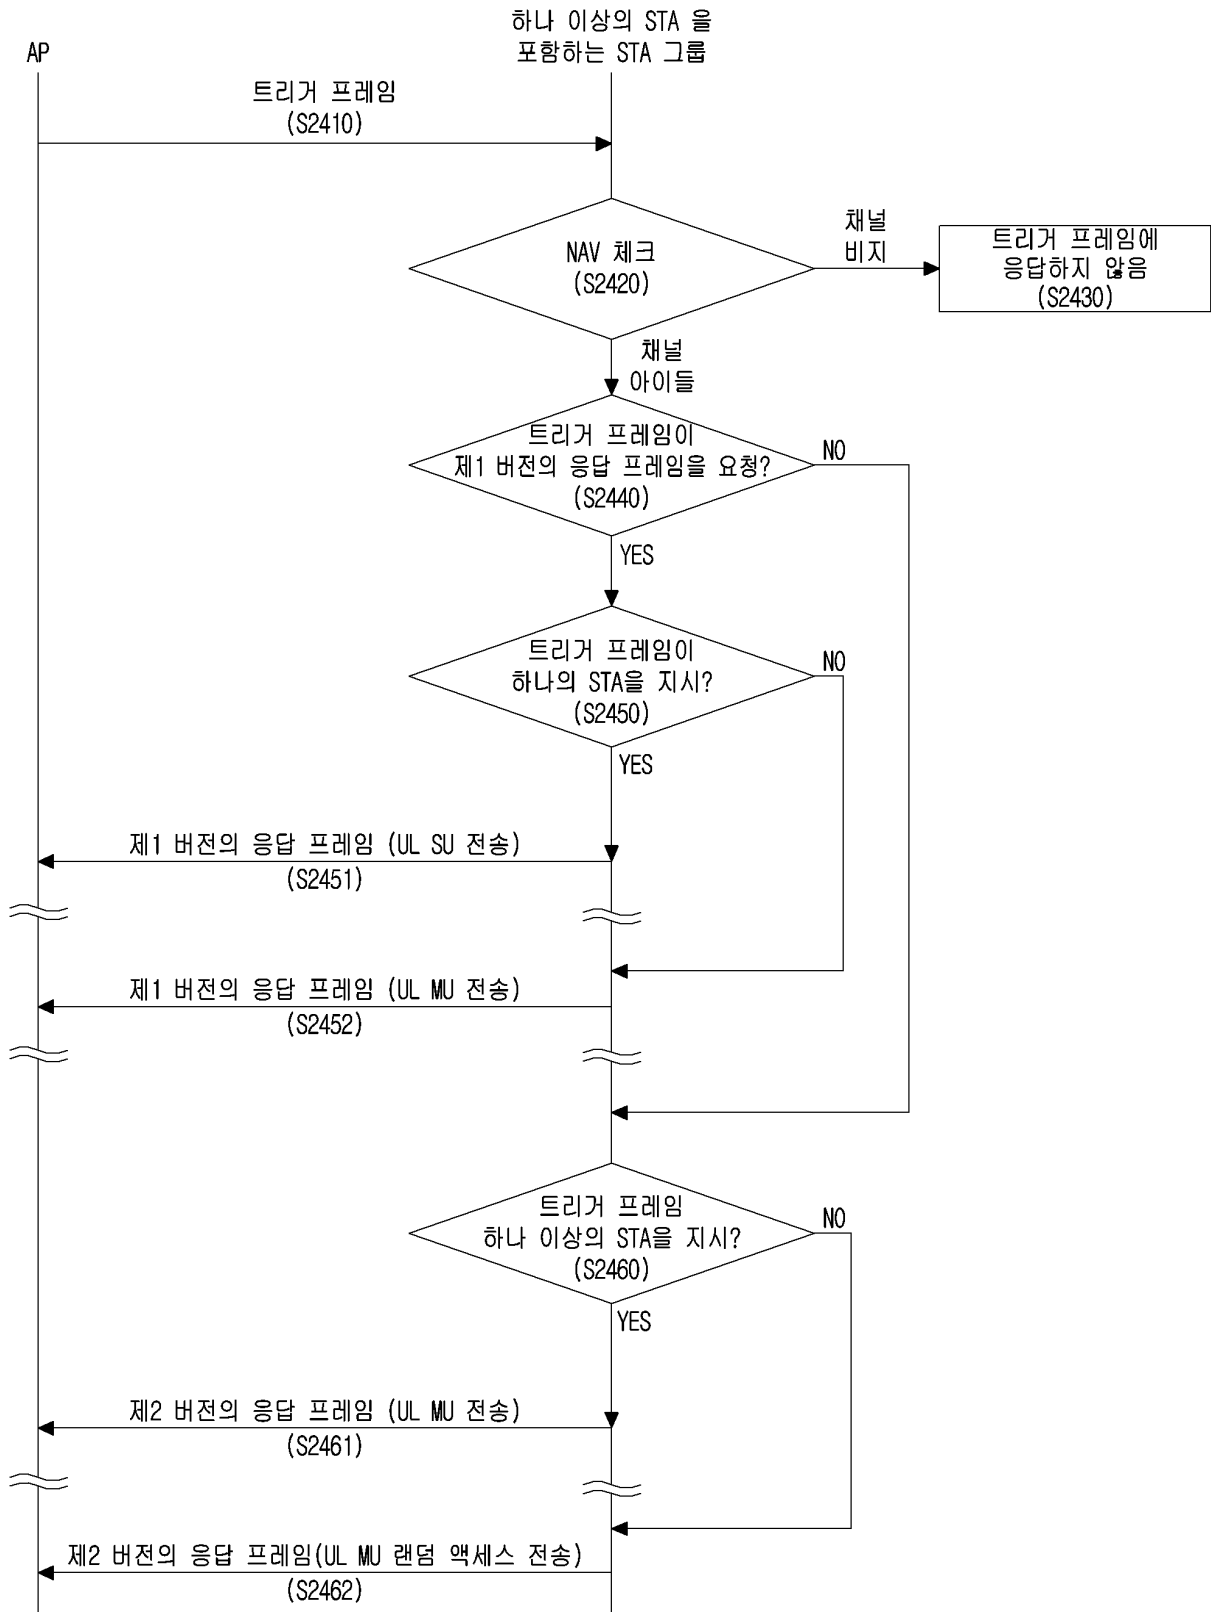 하나 이상의 STA 을
포함하는 STA 그룹
AP
트리거 프레임
(S2410)
NAV 체크
(S2420)
채널
비지
트리거 프레임에
응답하지 않음
(S2430)
채널
아이들
트리거 프레임이
제1 버전의 응답 프레임을 요청?
(S2440)
NO
YES
트리거 프레임이
하나의 STA을 지시?
(S2450)
NO
YES
제1 버전의 응답 프레임 (UL SU 전송)
(S2451)
제1 버전의 응답 프레임 (UL MU 전송)
(S2452)
트리거 프레임
하나 이상의 STA을 지시?
(S2460)
NO
YES
제2 버전의 응답 프레임 (UL MU 전송)
(S2461)
제2 버전의 응답 프레임(UL MU 랜덤 액세스 전송)
(S2462)